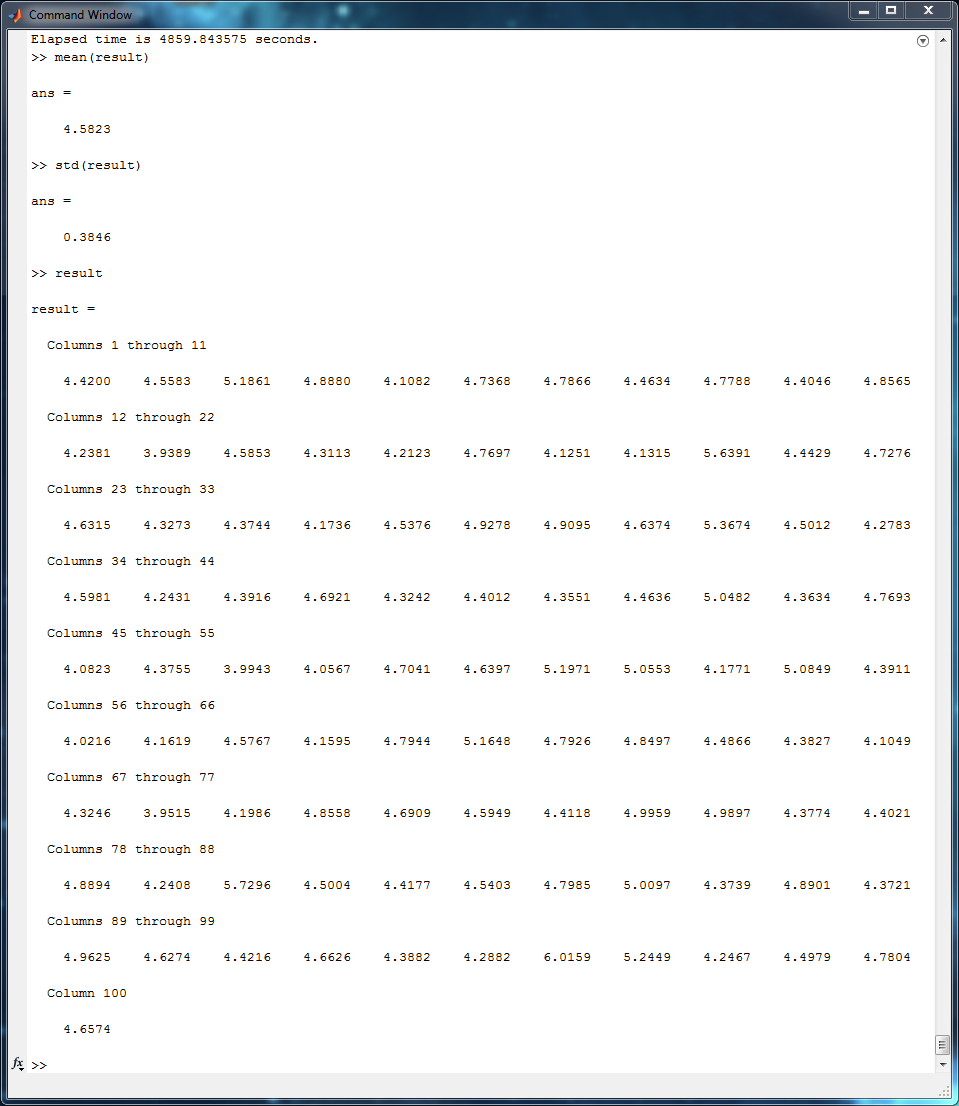 Command Window
Elapsed time is 4859.843575 seconds.
>> mean(result)
ans =
4.5823
>> std(result)
ans =
0.3846
>> result
result =
Columns 1 through 11
4.4200 4.5583 5.1861 4.8880 4.1082 4.7368 4.7866 4.4634 4.7788 4.4046 4.8565
Columns 12 through 22
4.2381 3.9389 4.5853 4.3113 4.2123 4.7697 4.1251 4.1315 5.6391 4.4429 4.7276
Columns 23 through 33
4.6315 4.3273 4.3744 4.1736 4.5376 4.9278 4.9095 4.6374 5.3674 4.5012 4.2783
Columns 34 through 44
4.5981 4.2431 4.3916 4.6921 4.3242 4.4012 4.3551 4.4636 5.0482 4.3634 4.7693
Columns 45 through 55
4.0823 4.3755 3.9943 4.0567 4.7041 4.6397 5.1971 5.0553 4.1771 5.0849 4.3911
Columns 56 through 66
4.0216 4.1619 4.5767 4.1595 4.7944 5.1648 4.7926 4.8497 4.4866 4.3827 4.1049
Columns 67 through 77
4.3246 3.9515 4.1986 4.8558 4.6909 4.5949 4.4118 4.9959 4.9897 4.3774 4.4021
Columns 78 through 88
4.8894 4.2408 5.7296 4.5004 4.4177 4.5403 4.7985 5.0097 4.3739 4.8901 4.3721
Columns 89 through 99
4.9625 4.6274 4.4216 4.6626 4.3882 4.2882 6.0159 5.2449 4.2467 4.4979 4.7804
Column 100
4.6574
fx >>